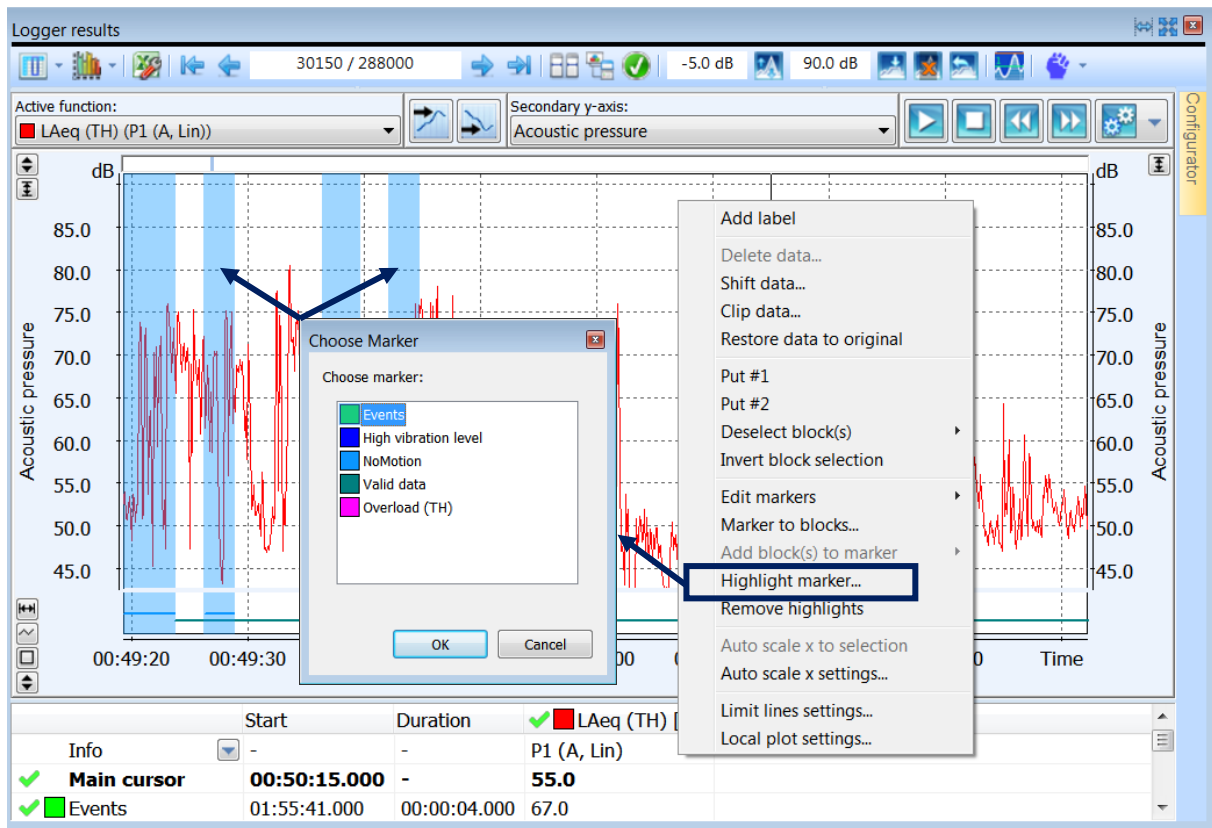 Logger results
30150 / 288000
-5.0 dB
90.0 dB
Active function:
LAeq (TH) (P1 (A, Lin))
Secondary y-axis:
Acoustic pressure
Configurator
dB
85.0
80.0
75.0
70.0
65.0
60.0
55.0
50.0
45.0
Acoustic pressure
Choose Marker
Choose marker:
Events
High vibration level
NoMotion
Valid data
Overload (TH)
OK
Cancel
Add label
Delete data...
Shift data...
Clip data...
Restore data to original
Put #1
Put #2
Deselect block(s)
Invert block selection
Edit markers
Marker to blocks...
Add block(s) to marker
Highlight marker...
Remove highlights
Auto scale x to selection
Auto scale x settings...
Limit lines settings...
Local plot settings...
dB
85.0
80.0
75.0
70.0
65.0
60.0
55.0
50.0
45.0
Acoustic pressure
00:49:20
00:49:30
Time
Start
Duration
LAeq (TH) [
Info
-
-
P1 (A, Lin)
Main cursor
00:50:15.000
-
55.0
Events
01:55:41.000
00:00:04.000
67.0